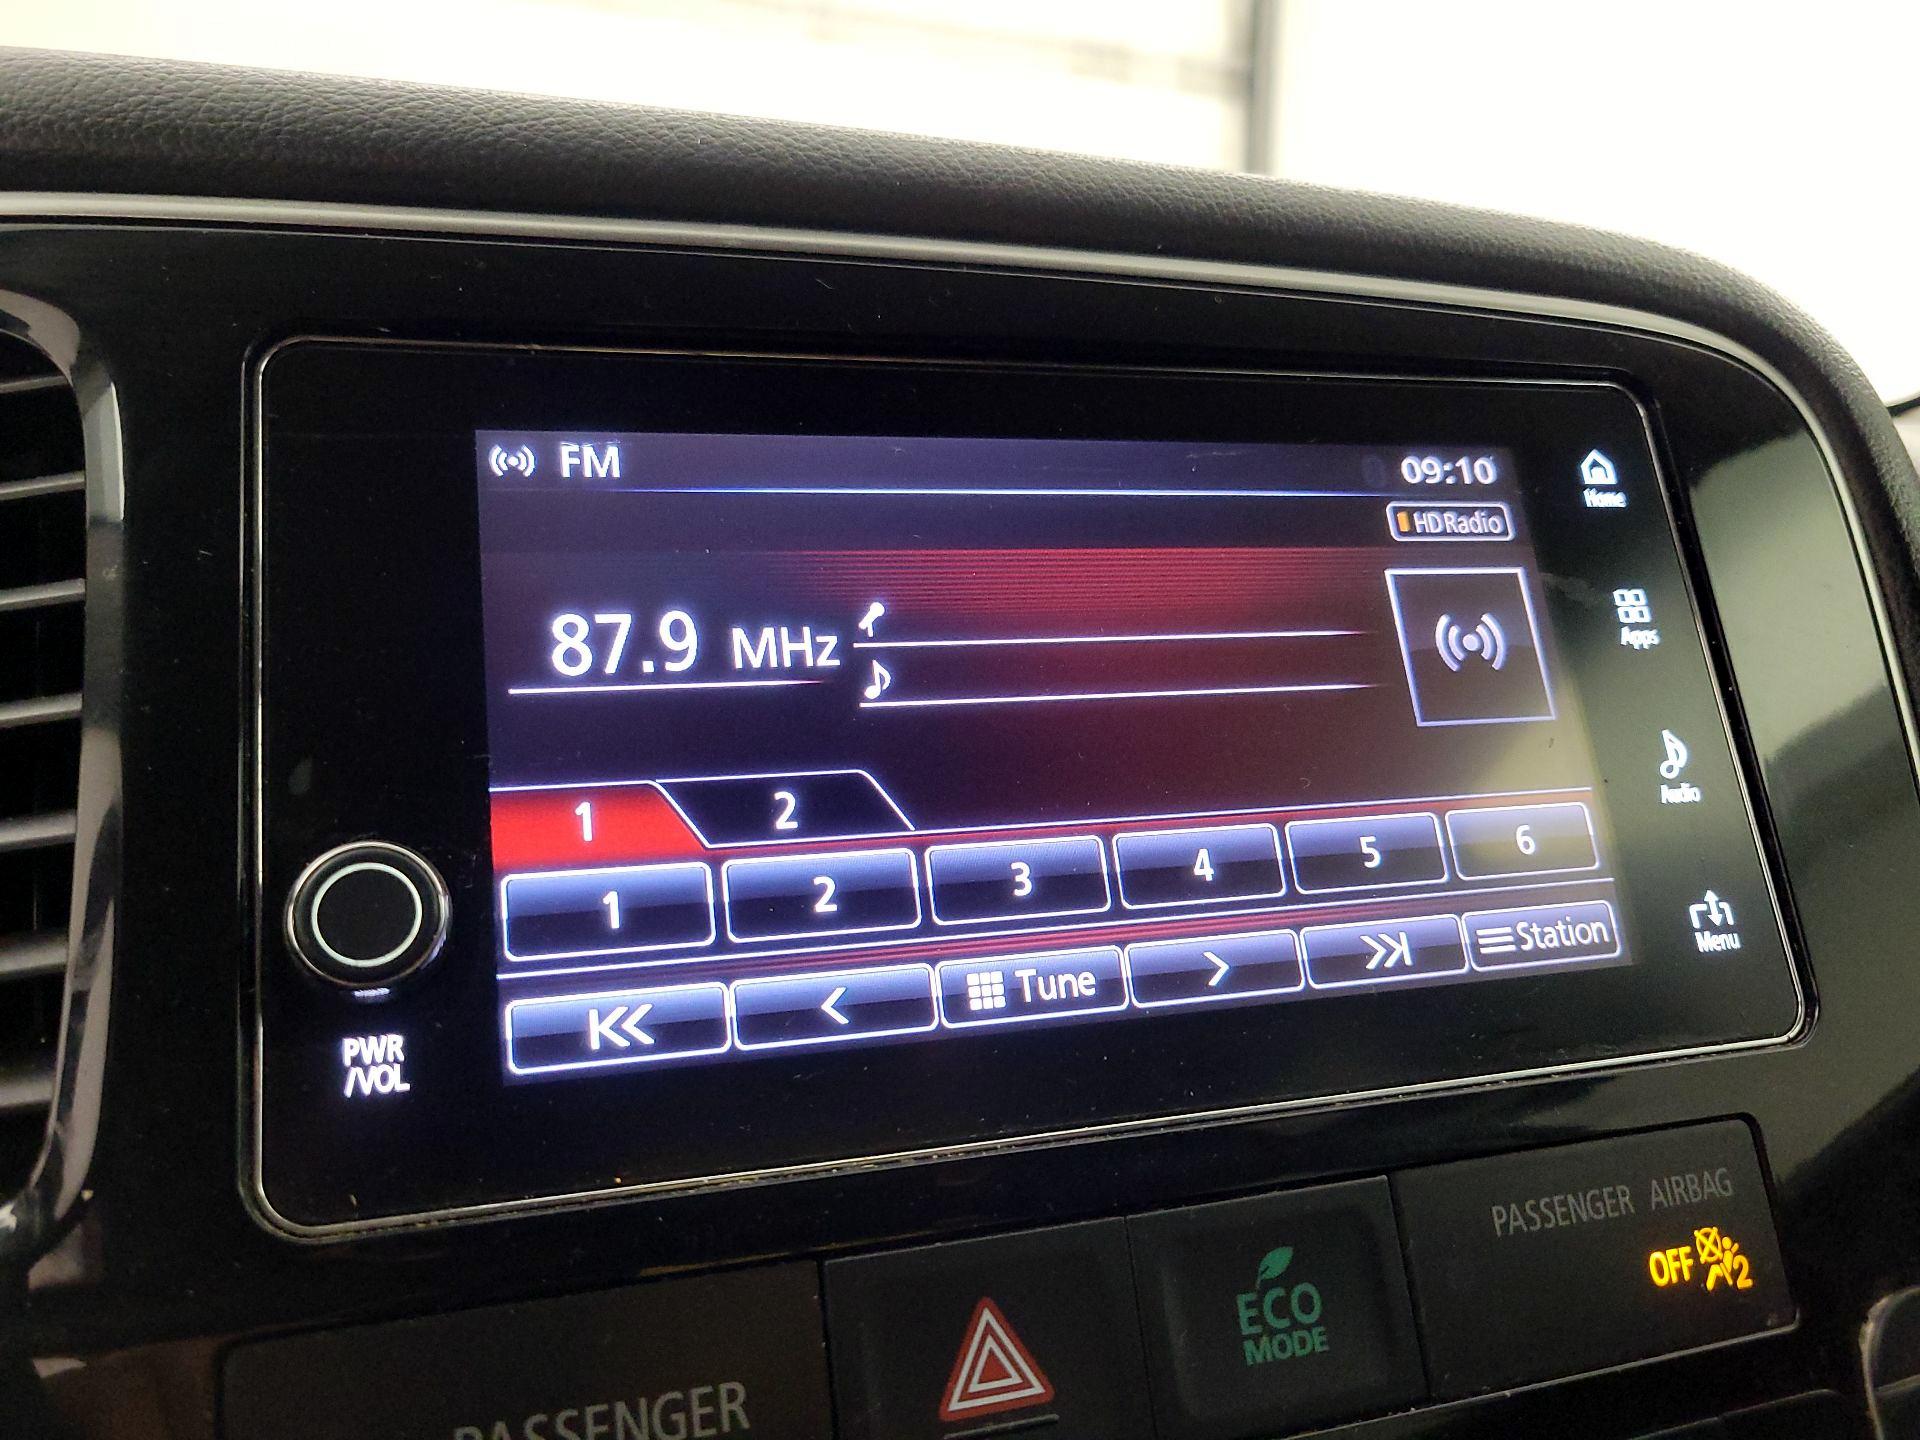 FM
09:10
Home
HD Radio
87.9 MHz
Apps
Audio
1 2
1 2 3 4 5 6
K<< < Tune > >>| Station
Menu
PWR
/VOL
PASSENGER AIRBAG
OFF 2
ECO
MODE
PASSENGER